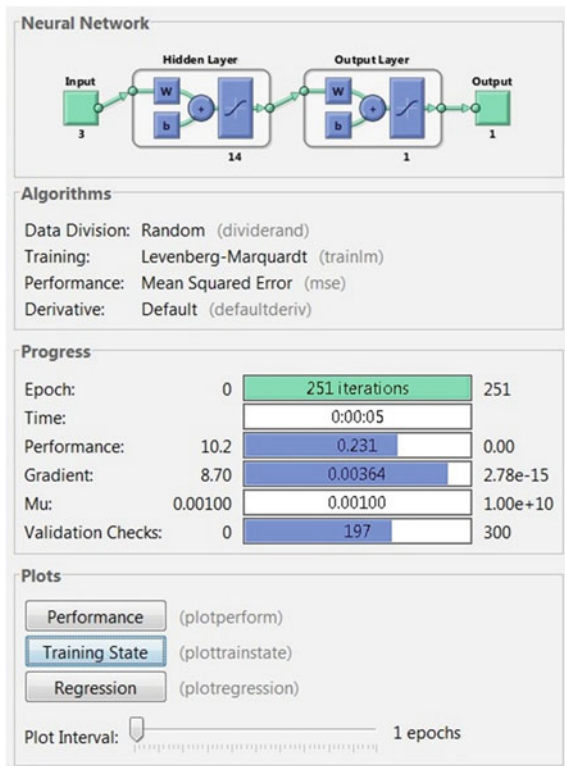 Neural Network
Hidden Layer
Output Layer
Input
Output
W
W
+
+
b
b
3
1
14
1
Algorithms
Data Division: Random (dividerand)
Training: Levenberg-Marquardt (trainlm)
Performance: Mean Squared Error (mse)
Derivative: Default (defaultderiv)
Progress
Epoch: 0 251 iterations 251
Time: 0:00:05
Performance: 10.2 0.231 0.00
Gradient: 8.70 0.00364 2.78e-15
Mu: 0.00100 0.00100 1.00e+10
Validation Checks: 0 197 300
Plots
Performance (plotperform)
Training State (plottrainstate)
Regression (plotregression)
Plot Interval: 1 epochs